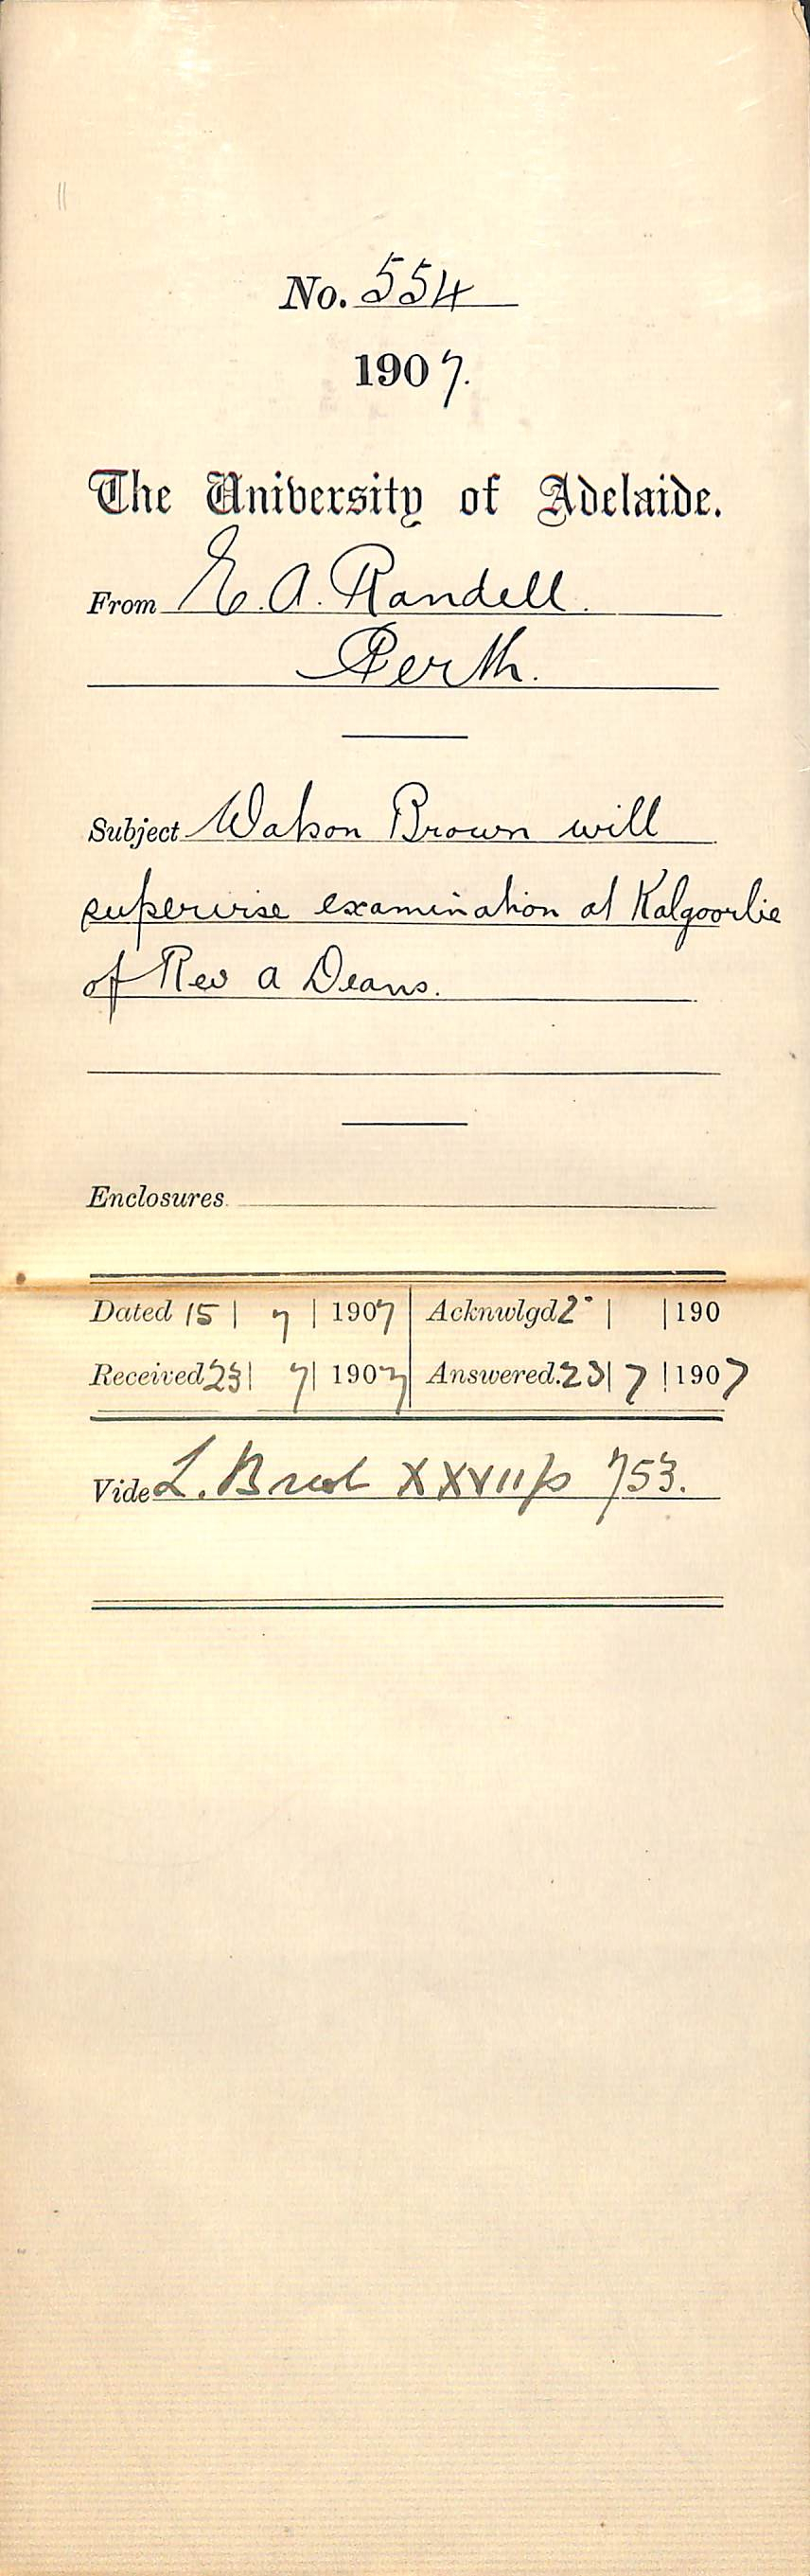 No. 554
1907.
The University of Adelaide.
From E. A. Randell.
Perth.
Subject Watson Brown will
supervise examination at Kalgoorlie
of Rev A Deans.
Enclosures
Dated 15 | 7 | 1907 Acknwlgd 2 | | 190
Received 23 | 7 | 1907 Answered. 23 | 7 | 1907
Vide L. B XXVII p 753.